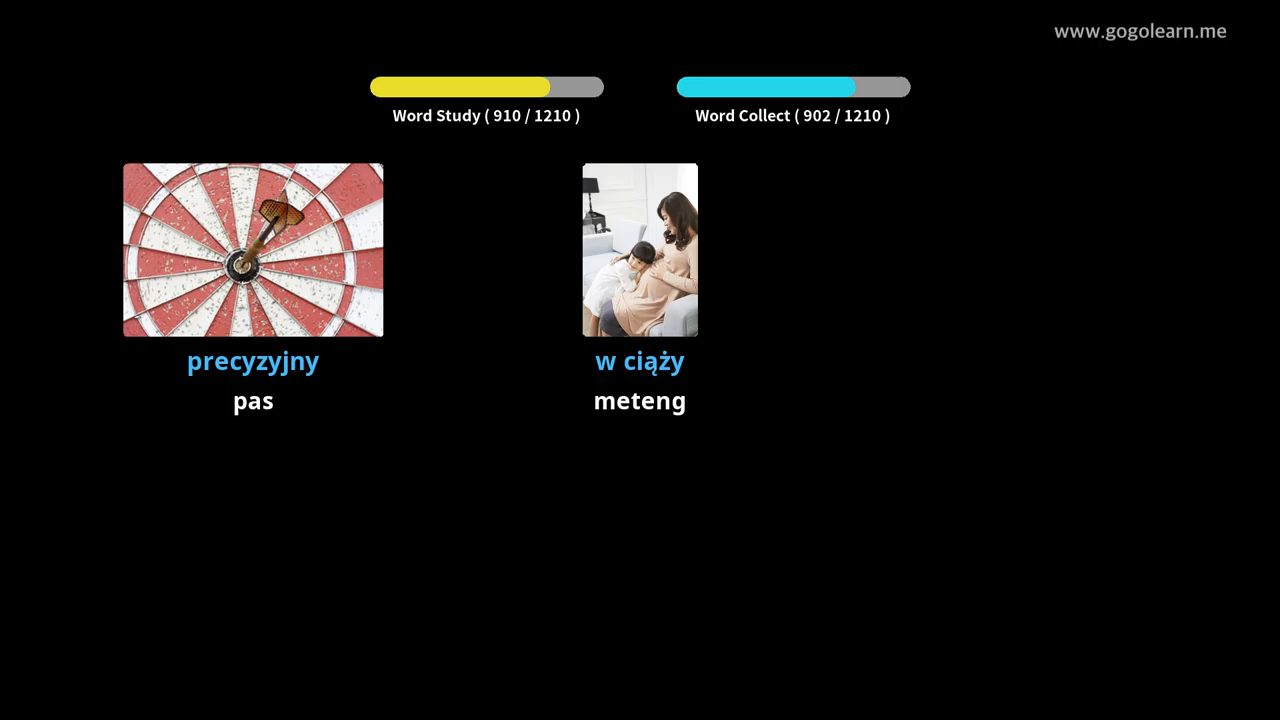 www.gogolearn.me
Word Study ( 910 / 1210 )
Word Collect ( 902 / 1210 )
precyzyjny
pas
w ciąży
meteng